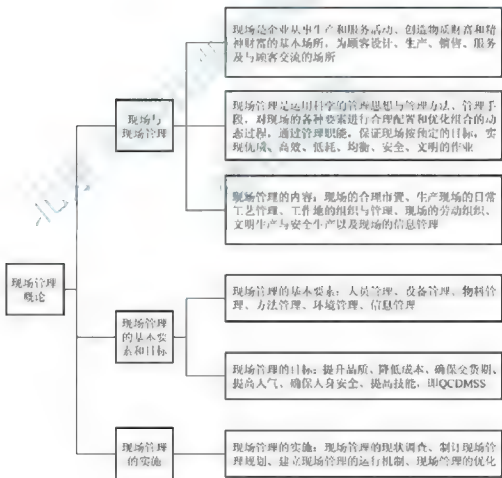 现场是企业从事生产和服务活动、创造物质财富和精
神财富的基本场所，为顾客设计、生产、销售、服务
及与顾客交流的场所
现场与
现场管理
现场管理是运用科学的管理思想与管理方法、管理手
段，对现场的各种要素进行合理配置和优化组合的动
态过程，通过管理职能，保证现场按预定的目标，实
现优质、高效、低耗、均衡、安全、文明的作业
现场管理的内容：现场的合理布置、生产现场的日常
工艺管理、工作地的组织与管理、现场的劳动组织、
文明生产与安全生产以及现场的信息管理
现场管理
概论
现场管理
的基本要
素和目标
现场管理的基本要素：人员管理、设备管理、物料管
理、方法管理、环境管理、信息管理
现场管理的目标：提升品质、降低成本、确保交货期、
提高人气、确保人身安全、提高技能，即QCDMSS
现场管理
的实施
现场管理的实施：现场管理的现状调查、制订现场管
理规划、建立现场管理的运行机制、现场管理的优化